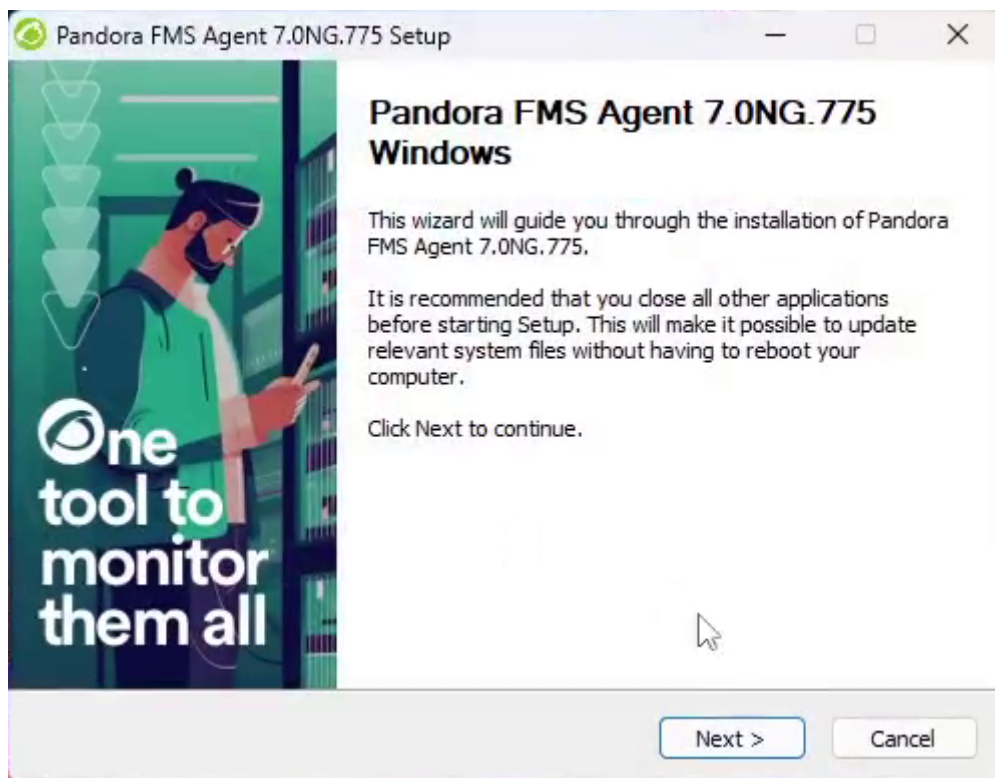 Pandora FMS Agent 7.0NG.775 Setup
Pandora FMS Agent 7.0NG.775
Windows
This wizard will guide you through the installation of Pandora
FMS Agent 7.0NG.775.
It is recommended that you close all other applications
before starting Setup. This will make it possible to update
relevant system files without having to reboot your
computer.
Click Next to continue.
One
tool to
monitor
them all
Next >
Cancel